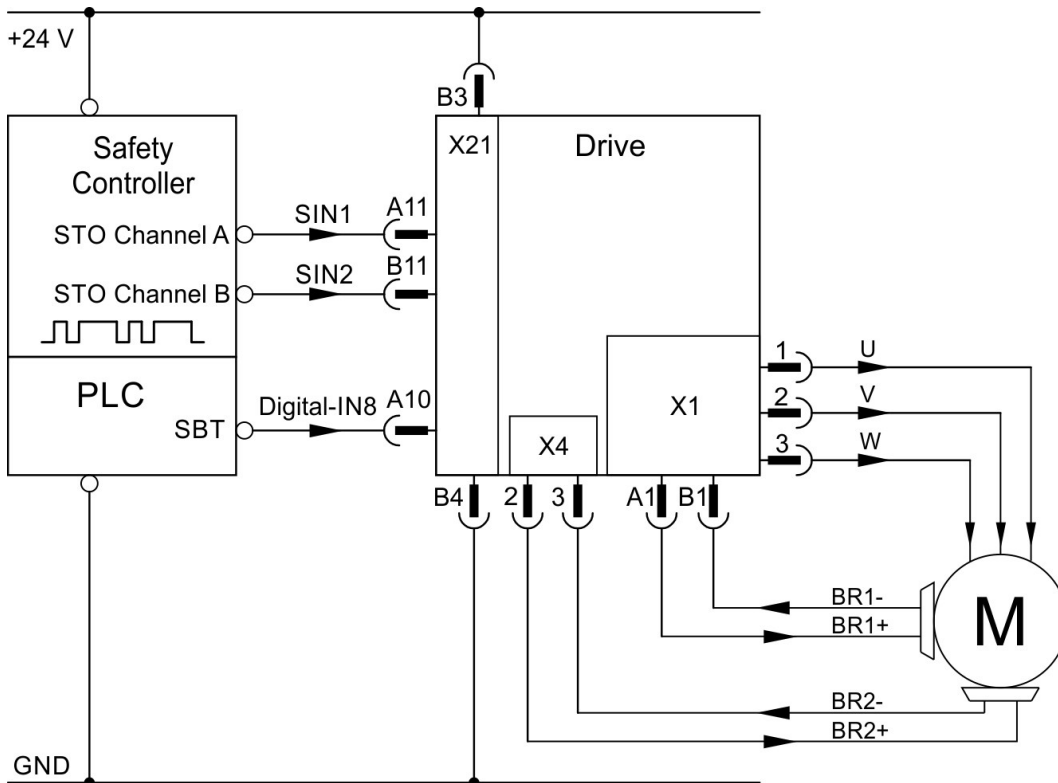 +24 V
B3
Safety
Controller
X21
Drive
STO Channel A
SIN1
A11
STO Channel B
SIN2
B11
PLC
SBT
Digital-IN8
A10
X4
X1
1
U
2
V
3
W
B4
2
3
A1
B1
M
BR1-
BR1+
BR2-
BR2+
GND